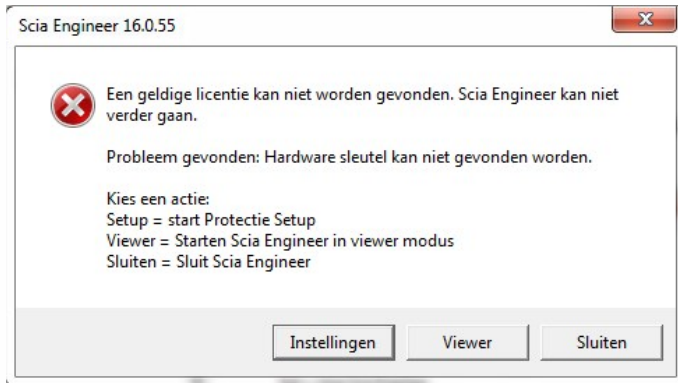 Scia Engineer 16.0.55
Een geldige licentie kan niet worden gevonden. Scia Engineer kan niet
verder gaan.
Probleem gevonden: Hardware sleutel kan niet gevonden worden.
Kies een actie:
Setup = start Protectie Setup
Viewer = Starten Scia Engineer in viewer modus
Sluiten = Sluit Scia Engineer
Instellingen
Viewer
Sluiten